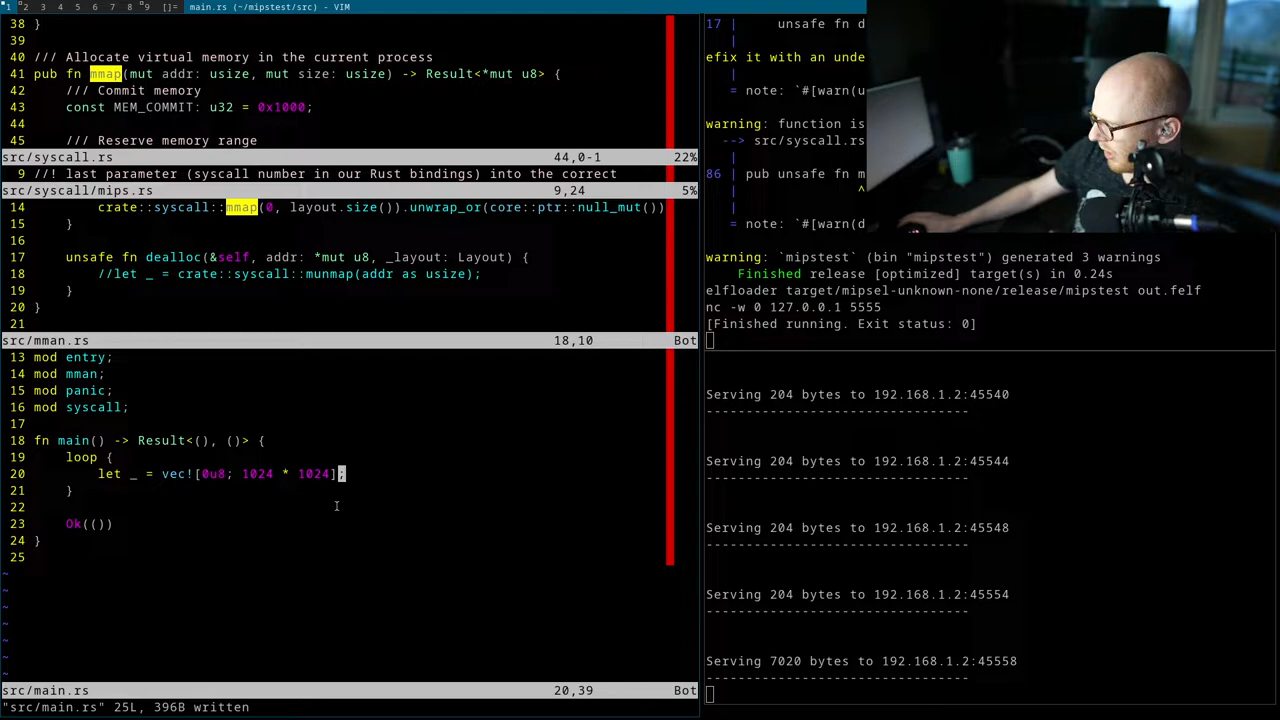 1 2 3 4 5 6 7 8 9 []= main.rs (~/mipstest/src) - VIM
38 }
39
40 /// Allocate virtual memory in the current process
41 pub fn mmap(mut addr: usize, mut size: usize) -> Result<*mut u8> {
42     /// Commit memory
43     const MEM_COMMIT: u32 = 0x1000;
44
45     /// Reserve memory range
src/syscall.rs 44,0-1 22%
9 //! last parameter (syscall number in our Rust bindings) into the correct
src/syscall/mips.rs 9,24 5%
14         crate::syscall::mmap(0, layout.size()).unwrap_or(core::ptr::null_mut())
15     }
16
17     unsafe fn dealloc(&self, addr: *mut u8, _layout: Layout) {
18         //let _ = crate::syscall::munmap(addr as usize);
19     }
20 }
21
src/mman.rs 18,10 Bot
13 mod entry;
14 mod mman;
15 mod panic;
16 mod syscall;
17
18 fn main() -> Result<(), ()> {
19     loop {
20         let _ = vec![0u8; 1024 * 1024];
21     }
22
23     Ok(())
24 }
25
~
~
~
~
~
~
~
src/main.rs 20,39 Bot
"src/main.rs" 25L, 396B written
17 |     unsafe fn d
|
efix it with an unde
|
= note: `#[warn(u
warning: function is
--> src/syscall.rs
|
86 | pub unsafe fn m
| ^
|
= note: `#[warn(d
warning: `mipstest` (bin "mipstest") generated 3 warnings
Finished release [optimized] target(s) in 0.24s
elfloader target/mipsel-unknown-none/release/mipstest out.felf
nc -w 0 127.0.0.1 5555
[Finished running. Exit status: 0]
Serving 204 bytes to 192.168.1.2:45540
---------------------------------
Serving 204 bytes to 192.168.1.2:45544
---------------------------------
Serving 204 bytes to 192.168.1.2:45548
---------------------------------
Serving 204 bytes to 192.168.1.2:45554
---------------------------------
Serving 7020 bytes to 192.168.1.2:45558
---------------------------------